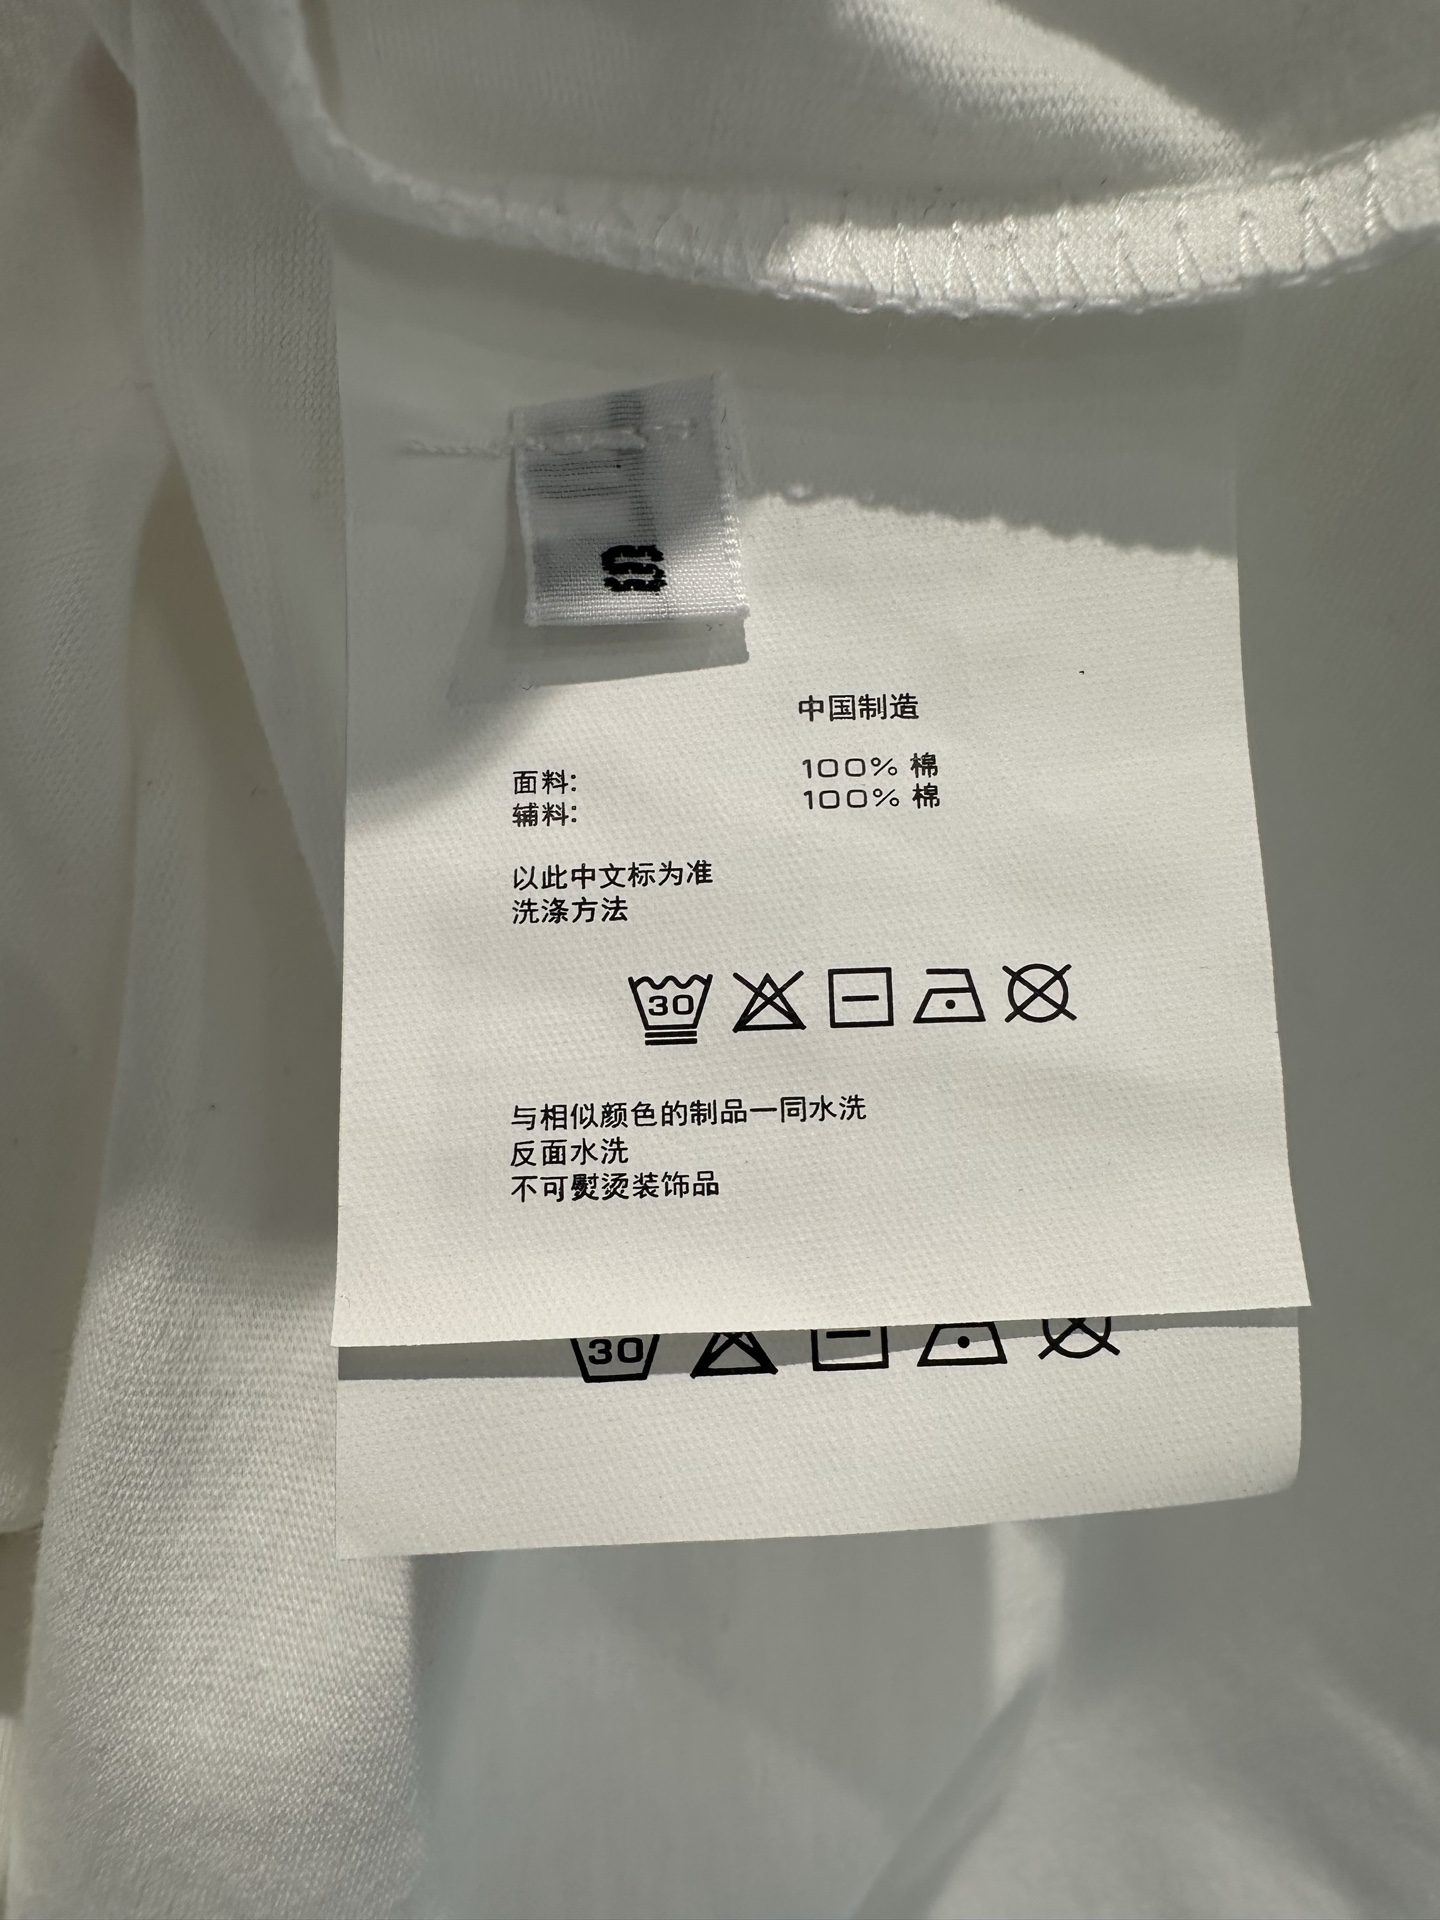 S
中国制造
面料: 100% 棉
辅料: 100% 棉
以此中文标为准
洗涤方法
30
与相似颜色的制品一同水洗
反面水洗
不可熨烫装饰品
30